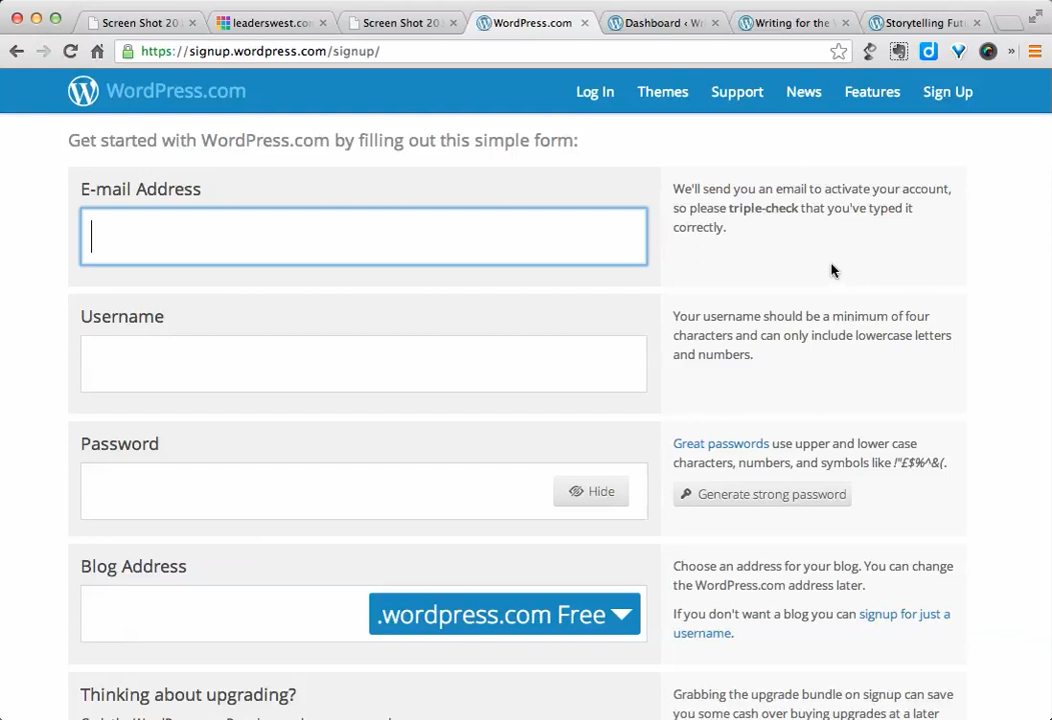 Screen Shot 20
leaderswest.co
Screen Shot 20
WordPress.com
Dashboard ‹ Wr
Writing for the
Storytelling Fut
https://signup.wordpress.com/signup/
WordPress.com
Log In
Themes
Support
News
Features
Sign Up
Get started with WordPress.com by filling out this simple form:
E-mail Address
We'll send you an email to activate your account,
so please triple-check that you've typed it
correctly.
Username
Your username should be a minimum of four
characters and can only include lowercase letters
and numbers.
Password
Hide
Great passwords use upper and lower case
characters, numbers, and symbols like !"£$%^&(.
Generate strong password
Blog Address
.wordpress.com Free
Choose an address for your blog. You can change
the WordPress.com address later.
If you don't want a blog you can signup for just a
username.
Thinking about upgrading?
Grabbing the upgrade bundle on signup can save
you some cash over buying upgrades at a later